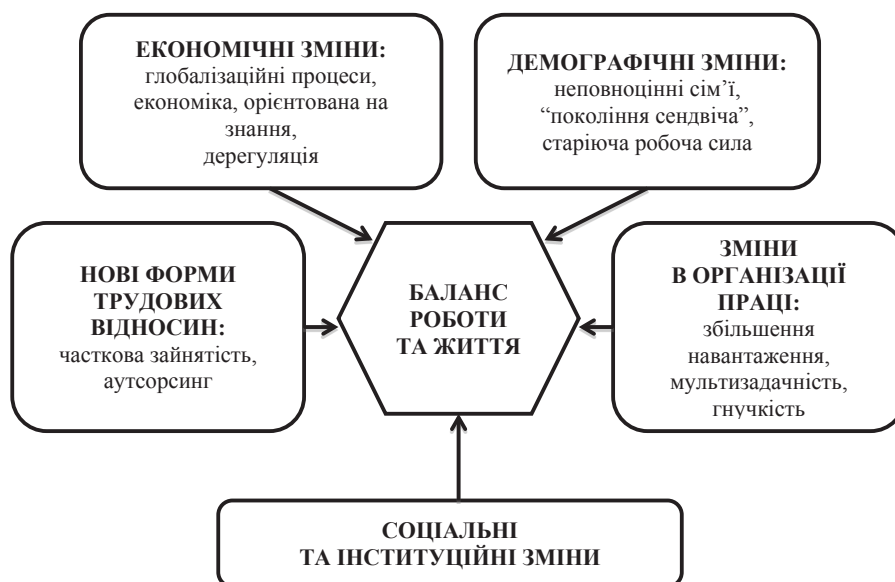 ЕКОНОМІЧНІ ЗМІНИ:
глобалізаційні процеси,
економіка, орієнтована на
знання,
дерегуляція
ДЕМОГРАФІЧНІ ЗМІНИ:
неповноцінні сім’ї,
“покоління сендвіча”,
старіюча робоча сила
НОВІ ФОРМИ
ТРУДОВИХ
ВІДНОСИН:
часткова зайнятість,
аутсорсинг
БАЛАНС
РОБОТИ
ТА ЖИТТЯ
ЗМІНИ
В ОРГАНІЗАЦІЇ
ПРАЦІ:
збільшення
навантаження,
мультизадачність,
гнучкість
СОЦІАЛЬНІ
ТА ІНСТИТУЦІЙНІ ЗМІНИ